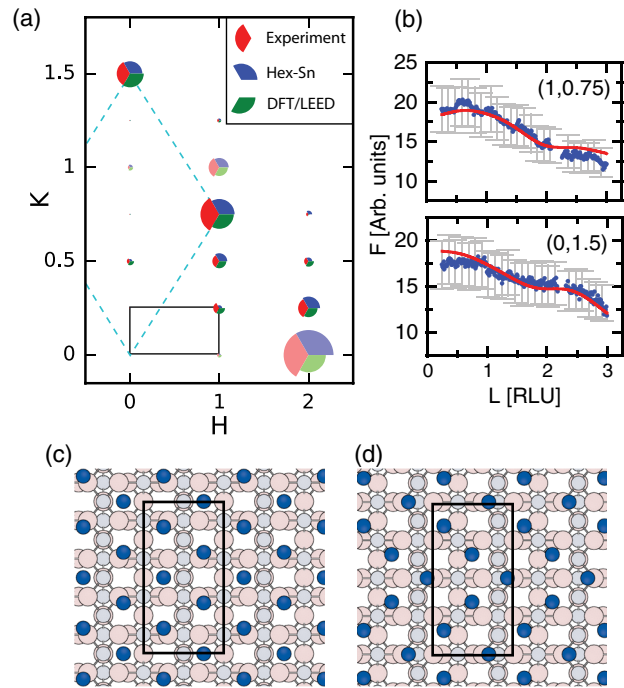 (a)
Experiment
Hex-Sn
DFT/LEED
1.5
1
0.5
0
K
0
1
2
H
(b)
25
20
15
10
(1,0.75)
20
15
10
(0,1.5)
F [Arb. units]
0
1
2
3
L [RLU]
(c)
(d)